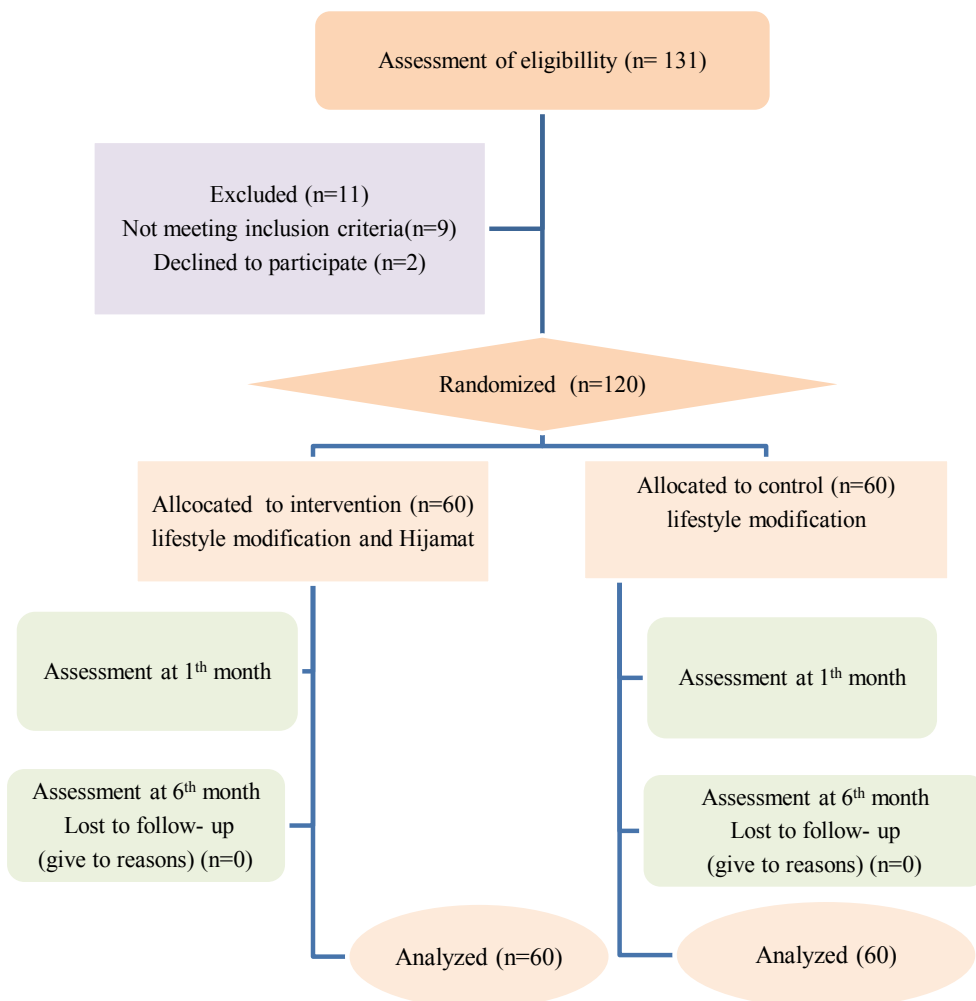 Assessment of eligibillity (n= 131)
Excluded (n=11)
Not meeting inclusion criteria(n=9)
Declined to participate (n=2)
Randomized (n=120)
Allcocated to intervention (n=60)
lifestyle modification and Hijamat
Allocated to control (n=60)
lifestyle modification
Assessment at 1th month
Assessment at 1th month
Assessment at 6th month
Lost to follow- up
(give to reasons) (n=0)
Assessment at 6th month
Lost to follow- up
(give to reasons) (n=0)
Analyzed (n=60)
Analyzed (60)